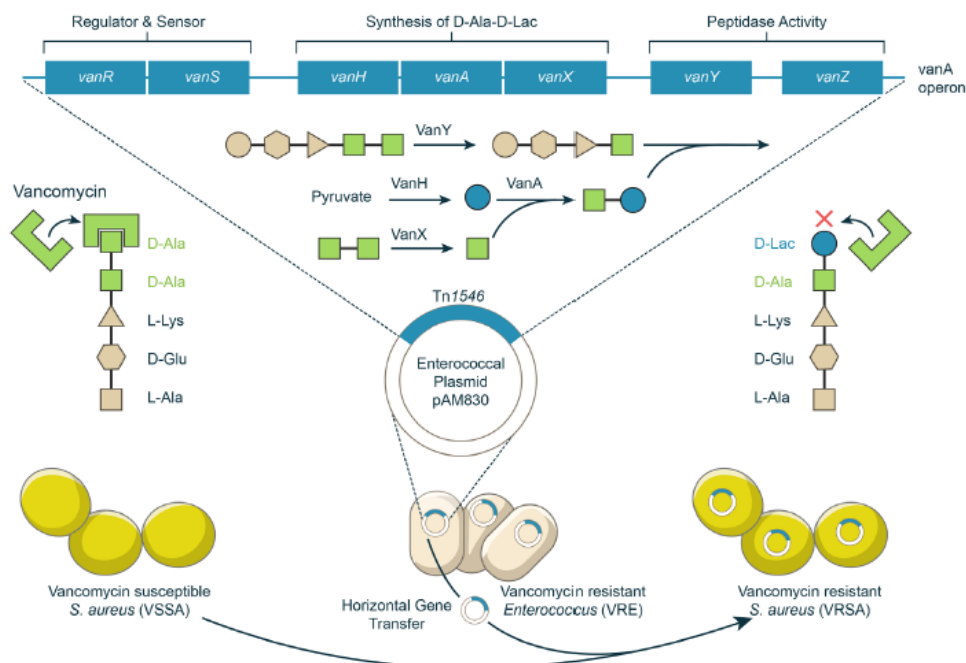 Regulator & Sensor
Synthesis of D-Ala-D-Lac
Peptidase Activity
vanR
vanS
vanH
vanA
vanX
vanY
vanZ
vanA
operon
VanY
Pyruvate
VanH
VanA
VanX
Vancomycin
D-Ala
D-Ala
L-Lys
D-Glu
L-Ala
D-Lac
D-Ala
L-Lys
D-Glu
L-Ala
Tn1546
Enterococcal
Plasmid
pAM830
Vancomycin susceptible
S. aureus (VSSA)
Horizontal Gene
Transfer
Vancomycin resistant
Enterococcus (VRE)
Vancomycin resistant
S. aureus (VRSA)